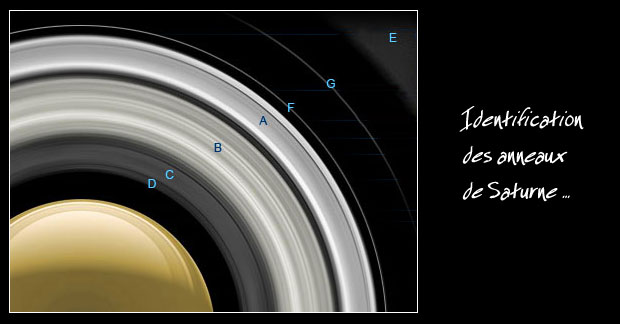 E
G
F
A
B
C
D
Identification
des anneaux
de Saturne ...